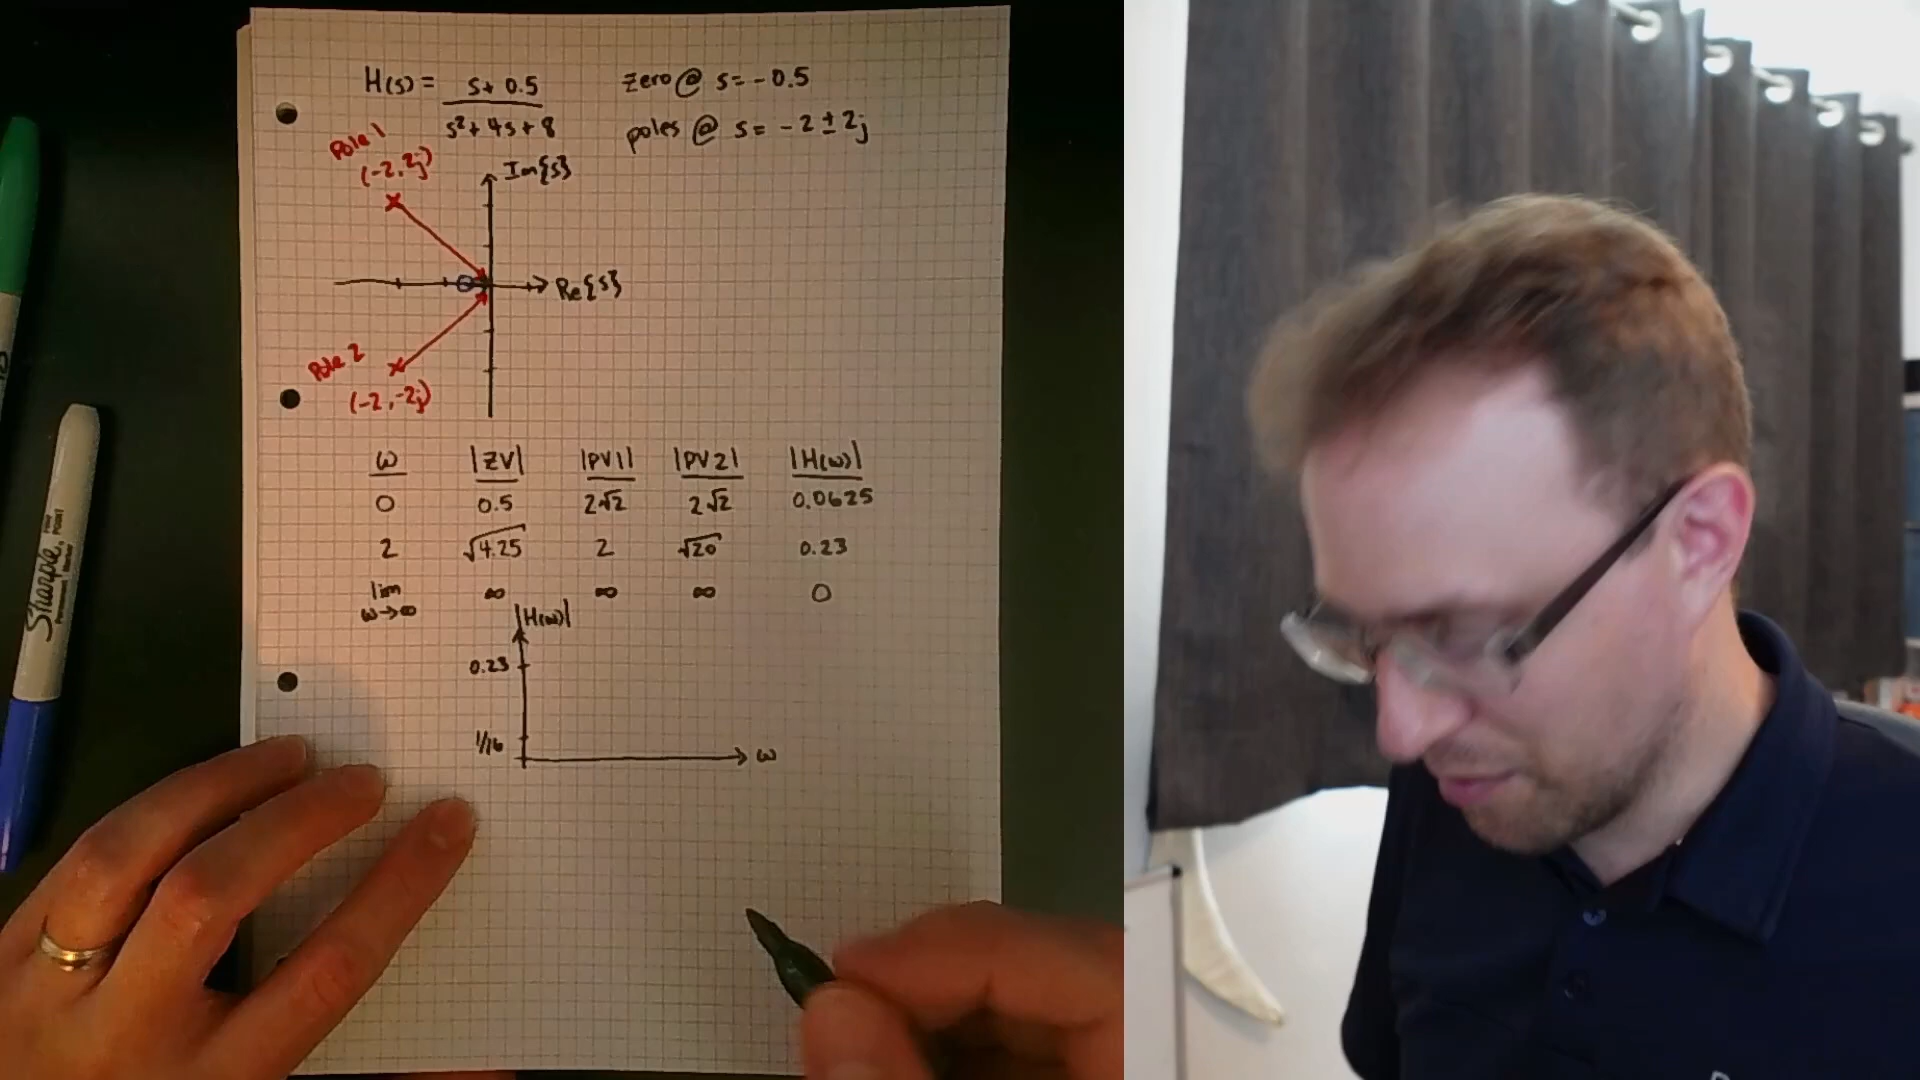 H(s) = s + 0.5 / s² + 4s + 8
zero @ s = -0.5
poles @ s = -2 ± 2j
Pole 1
(-2, 2j)
Im{s}
Re{s}
Pole 2
(-2, -2j)
ω |ZV| |PV1| |PV2| |H(ω)|
0 0.5 2√2 2√2 0.0625
2 √4.25 2 √20 0.23
lim ω→∞ ∞ ∞ ∞ 0
|H(ω)|
0.23
1/16
ω
Sharpie